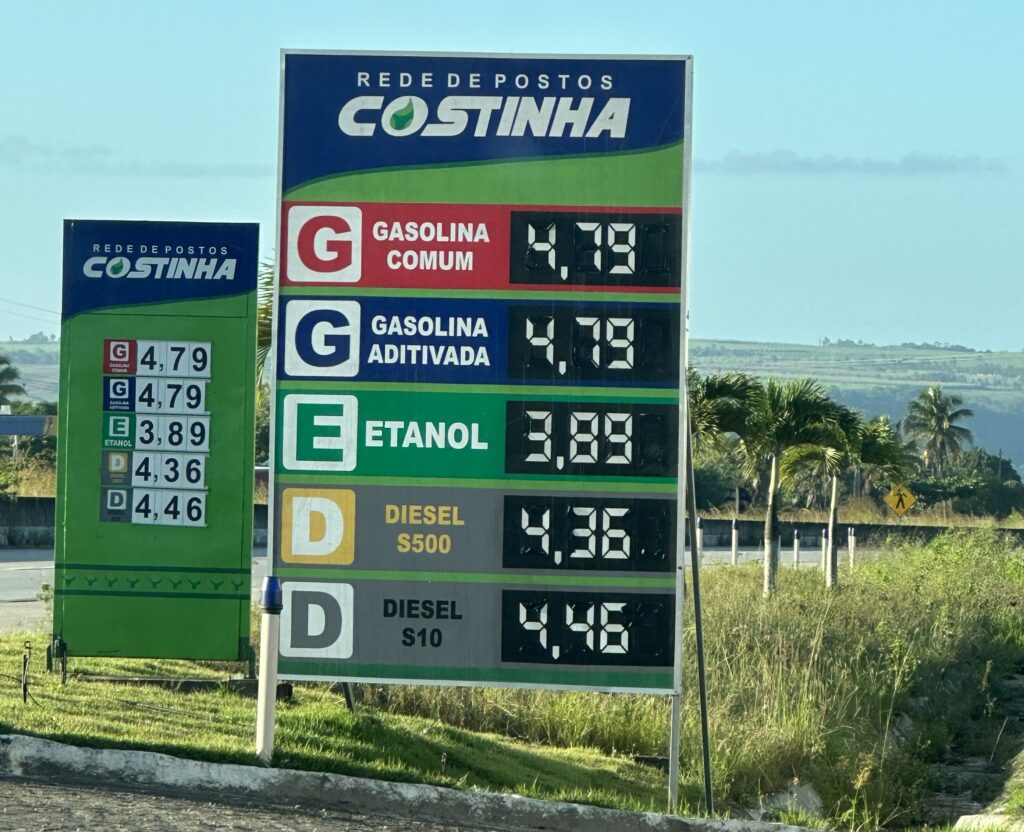 REDE DE POSTOS
COSTINHA
G
GASOLINA
COMUM
4,79
G
GASOLINA
ADITIVADA
4,79
E
ETANOL
3,89
D
DIESEL
S500
4,36
D
DIESEL
S10
4,46
REDE DE POSTOS
COSTINHA
G
4,79
G
4,79
E
ETANOL
3,89
D
4,36
D
4,46